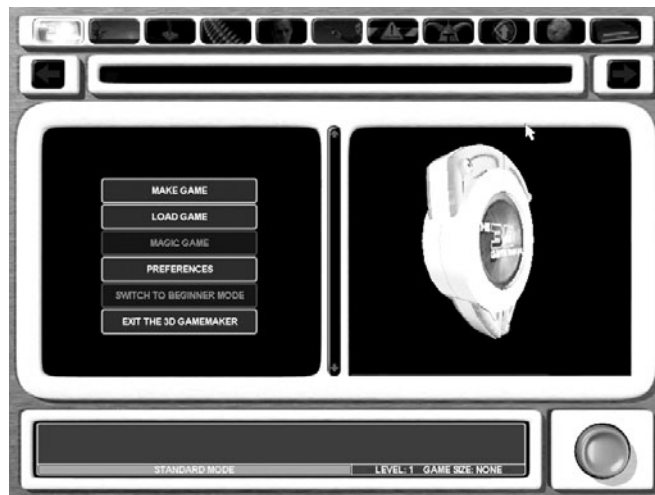 MAKE GAME
LOAD GAME
MAGIC GAME
PREFERENCES
SWITCH TO BEGINNER MODE
EXIT THE 3D GAMEMAKER
STANDARD MODE
LEVEL: 1 GAME SIZE: NONE